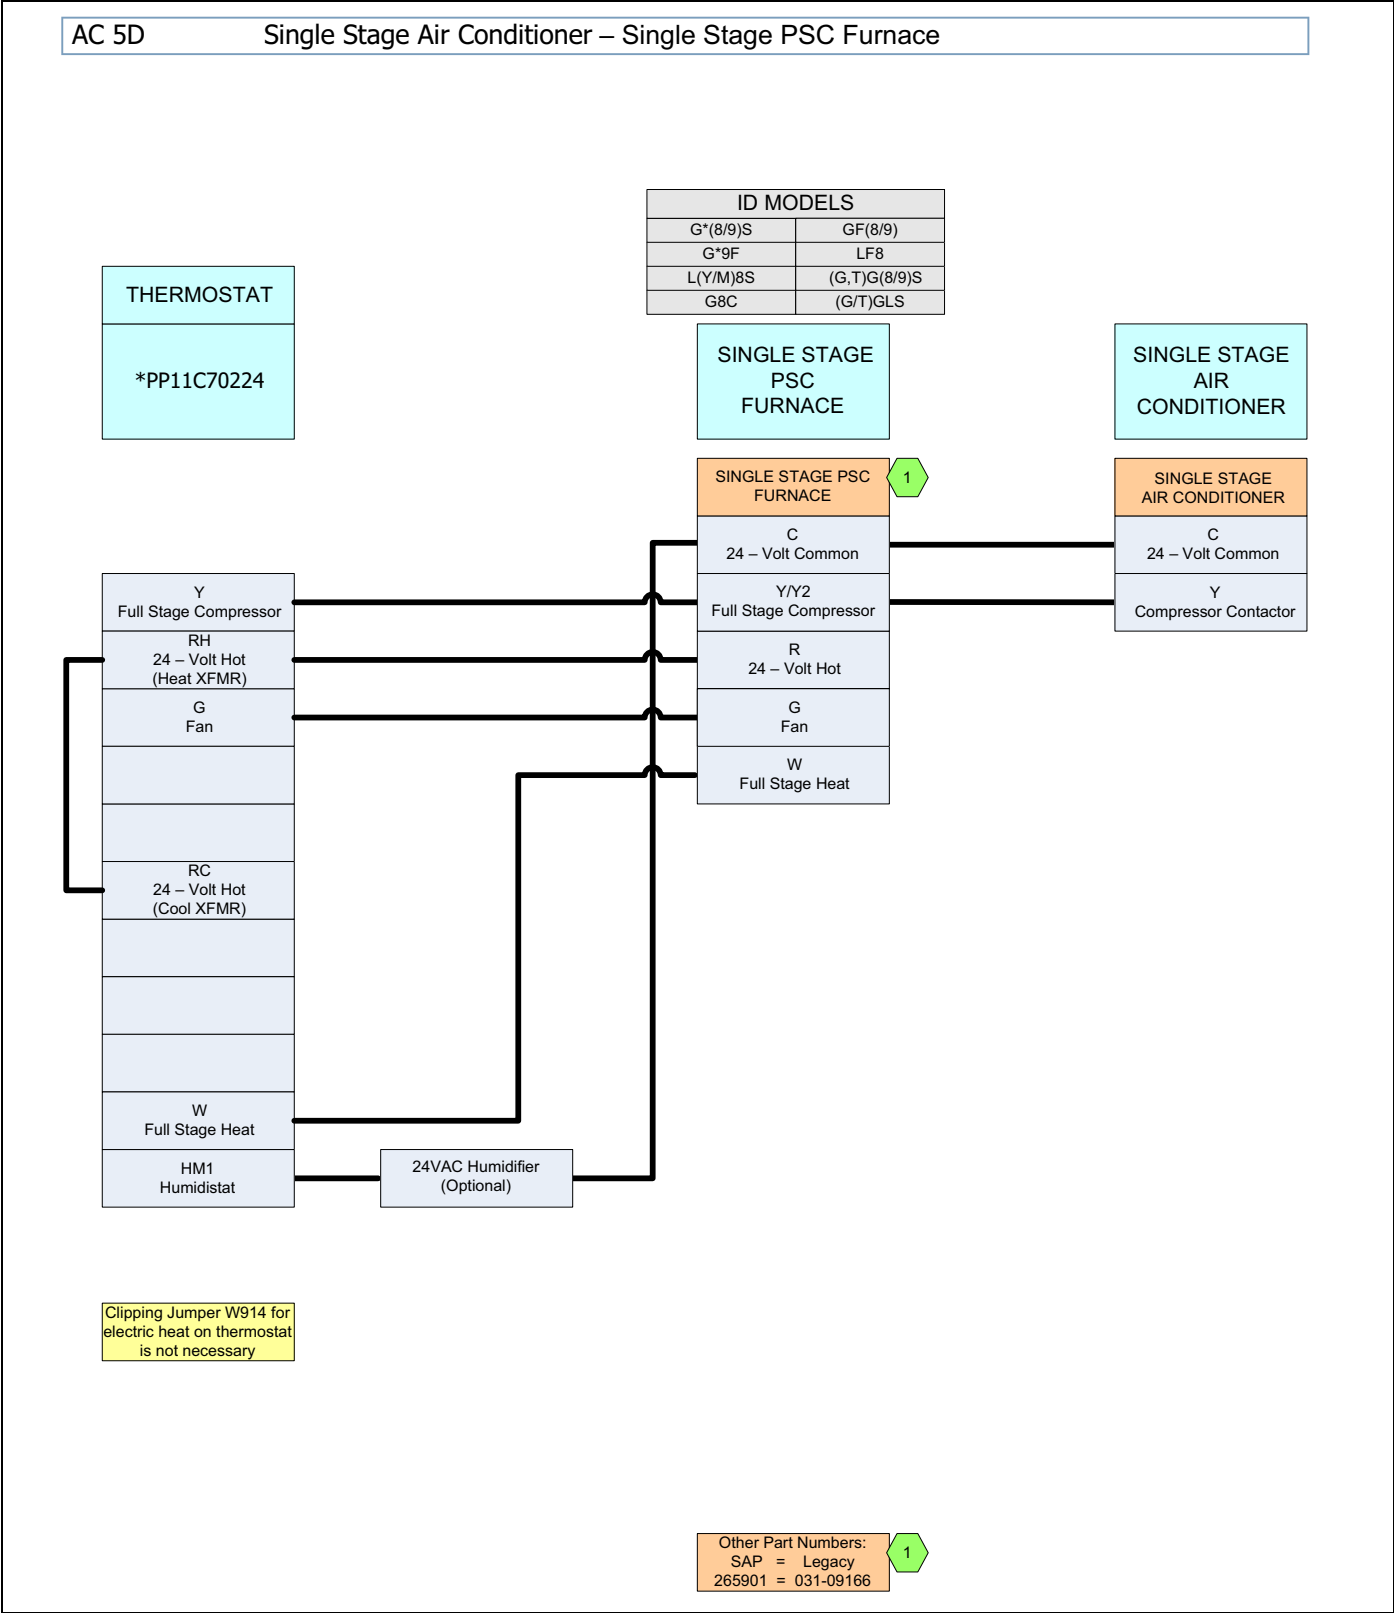 AC 5D Single Stage Air Conditioner – Single Stage PSC Furnace
ID MODELS
G*(8/9)S GF(8/9)
G*9F LF8
L(Y/M)8S (G,T)G(8/9)S
G8C (G/T)GLS
THERMOSTAT
*PP11C70224
SINGLE STAGE
PSC
FURNACE
SINGLE STAGE
AIR
CONDITIONER
SINGLE STAGE PSC
FURNACE
1
SINGLE STAGE
AIR CONDITIONER
C
24 – Volt Common
C
24 – Volt Common
Y
Full Stage Compressor
Y/Y2
Full Stage Compressor
Y
Compressor Contactor
RH
24 – Volt Hot
(Heat XFMR)
R
24 – Volt Hot
G
Fan
G
Fan
W
Full Stage Heat
RC
24 – Volt Hot
(Cool XFMR)
W
Full Stage Heat
HM1
Humidistat
24VAC Humidifier
(Optional)
Clipping Jumper W914 for
electric heat on thermostat
is not necessary
Other Part Numbers:
SAP = Legacy
265901 = 031-09166
1